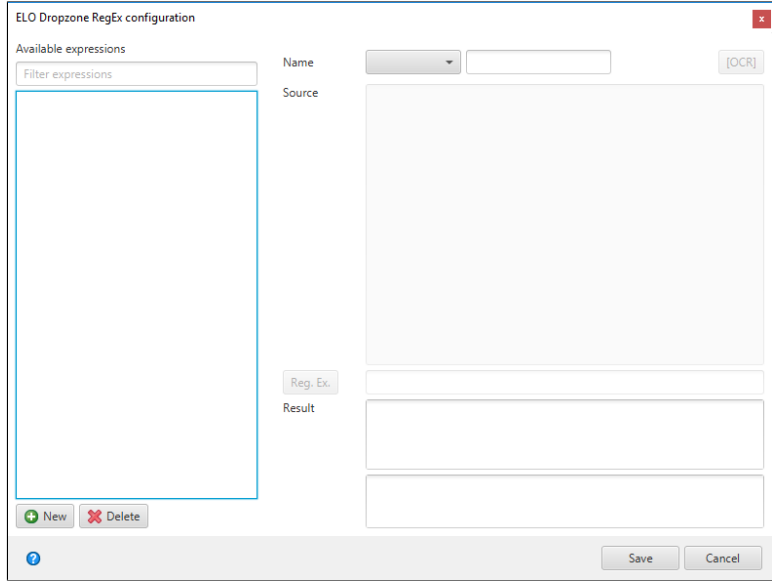 ELO Dropzone RegEx configuration
x
Available expressions
Filter expressions
Name
[OCR]
Source
Reg. Ex.
Result
New
Delete
?
Save
Cancel